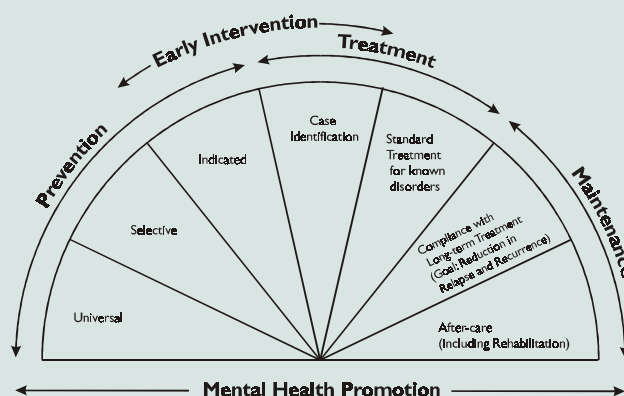 Early Intervention
Treatment
Prevention
Maintenance
Universal
Selective
Indicated
Case
Identification
Standard
Treatment
for known
disorders
Compliance with
Long-term Treatment
(Goal: Reduction in
Relapse and Recurrence)
After-care
(Including Rehabilitation)
Mental Health Promotion